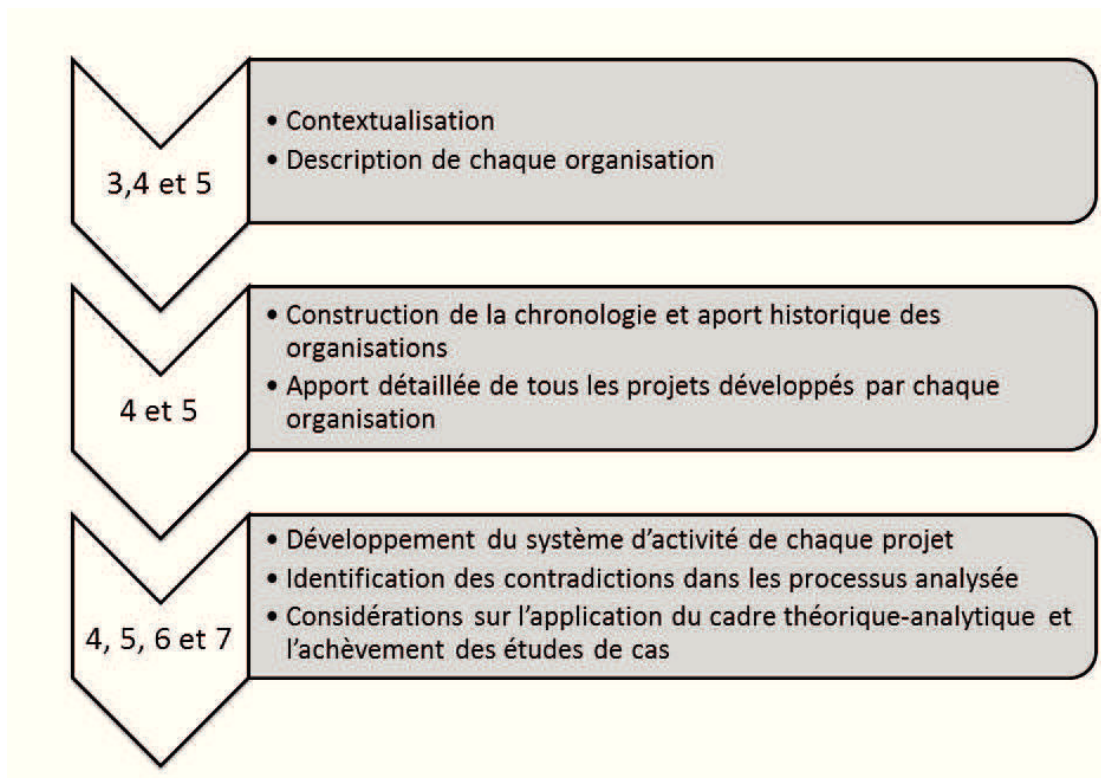 3,4 et 5
• Contextualisation
• Description de chaque organisation
4 et 5
• Construction de la chronologie et aport historique des
organisations
• Apport détaillée de tous les projets développés par chaque
organisation
4, 5, 6 et 7
• Développement du système d’activité de chaque projet
• Identification des contradictions dans les processus analysée
• Considérations sur l’application du cadre théorique-analytique et
l’achèvement des études de cas